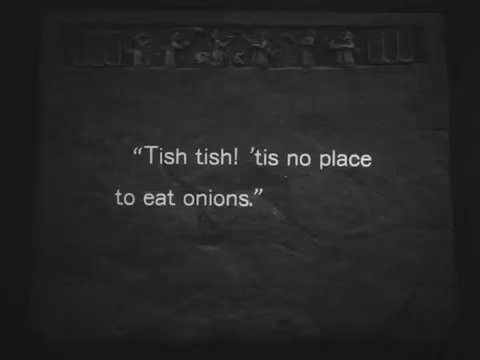 “Tish tish! ’tis no place
to eat onions.”